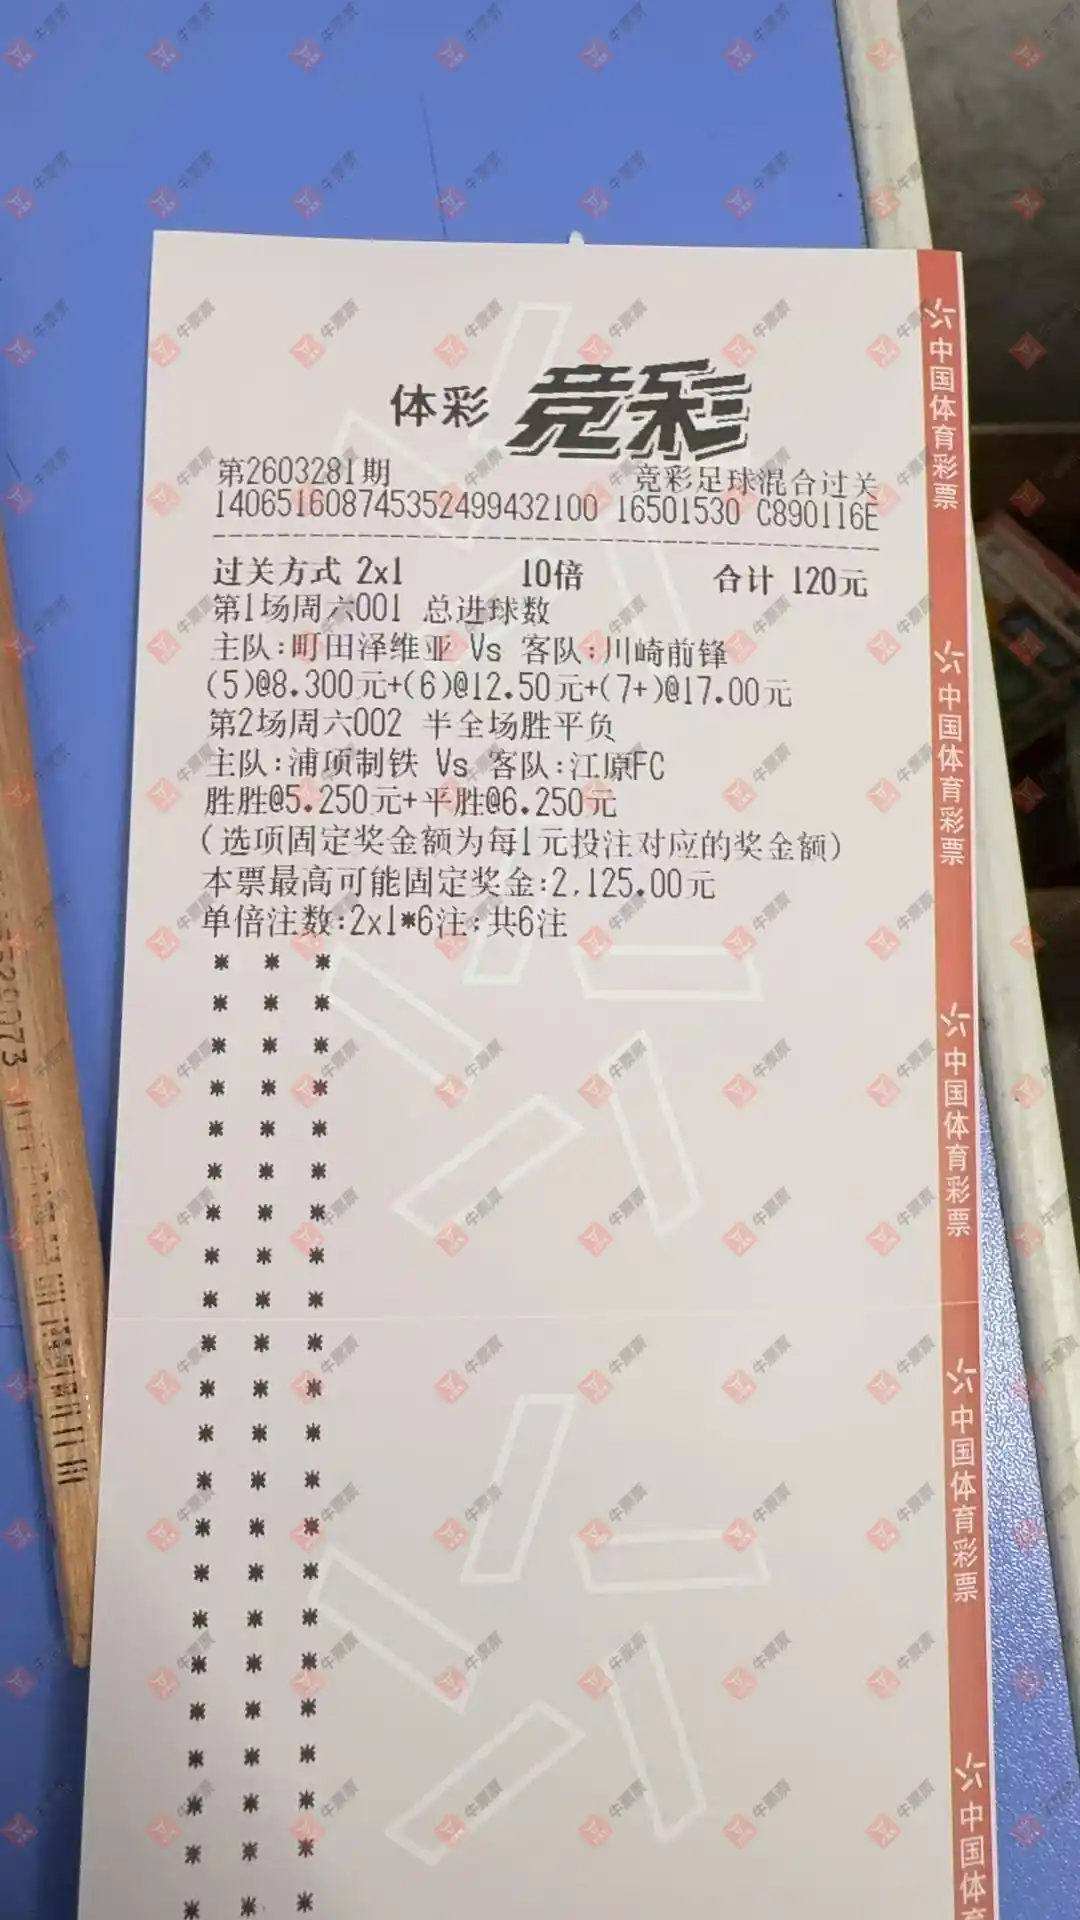 体彩 竞彩
第2603281期 竞彩足球混合过关
140651608745352499432100 16501530 C890116E
过关方式 2x1 10倍 合计 120元
第1场周六001 总进球数
主队:町田泽维亚 Vs 客队:川崎前锋
(5)@8.300元+(6)@12.50元+(7+)@17.00元
第2场周六002 半全场胜平负
主队:浦项制铁 Vs 客队:江原FC
胜胜@5.250元+平胜@6.250元
(选项固定奖金额为每1元投注对应的奖金额)
本票最高可能固定奖金:2,125.00元
单倍注数:2x1*6注;共6注
中国体育彩票
中国体育彩票
中国体育彩票
中国体育彩票
中国体育
牛票票